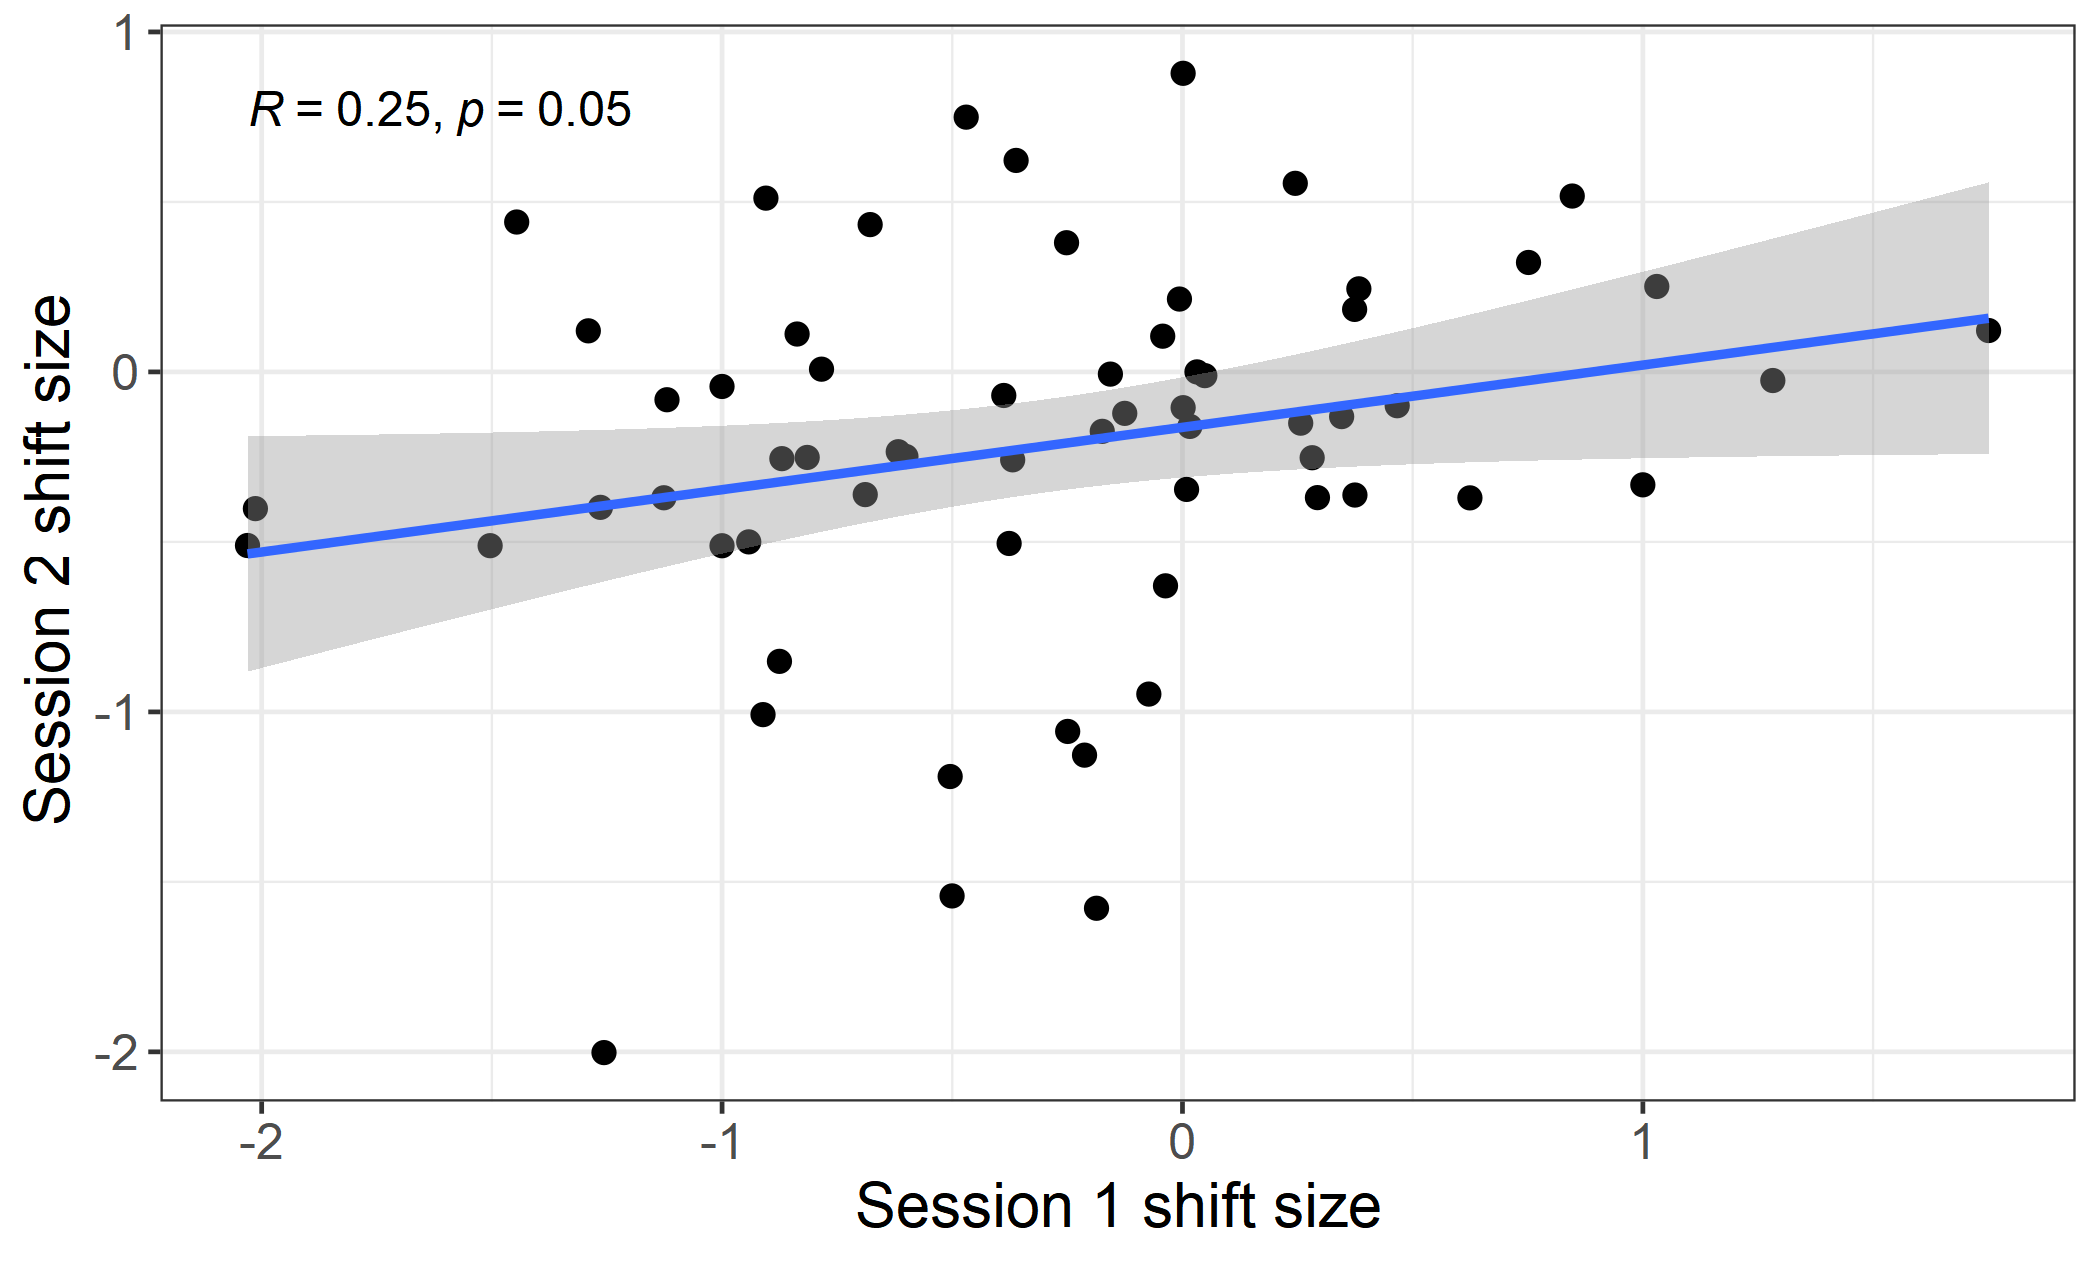 R = 0.25, p = 0.05
1
0
-1
-2
Session 2 shift size
-2
-1
0
1
Session 1 shift size